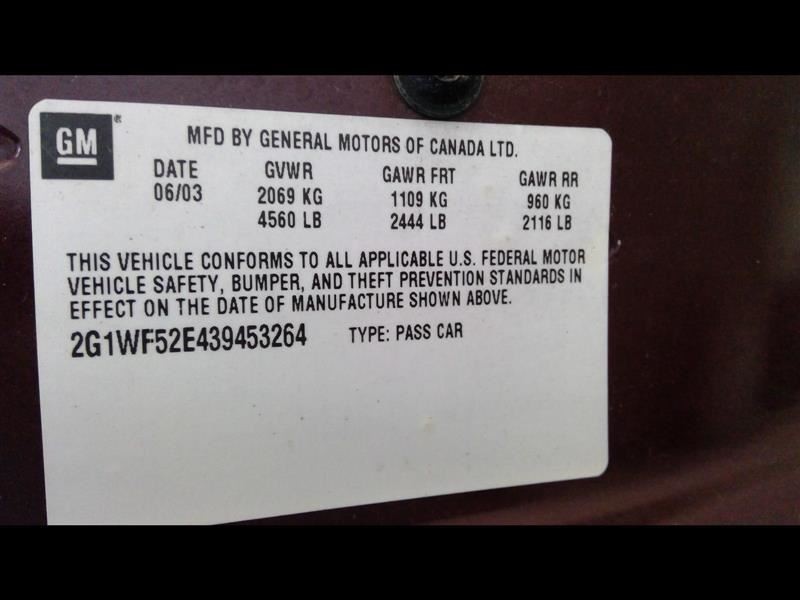 GM®
MFD BY GENERAL MOTORS OF CANADA LTD.
DATE GVWR GAWR FRT GAWR RR
06/03 2069 KG 1109 KG 960 KG
4560 LB 2444 LB 2116 LB
THIS VEHICLE CONFORMS TO ALL APPLICABLE U.S. FEDERAL MOTOR
VEHICLE SAFETY, BUMPER, AND THEFT PREVENTION STANDARDS IN
EFFECT ON THE DATE OF MANUFACTURE SHOWN ABOVE.
2G1WF52E439453264 TYPE: PASS CAR